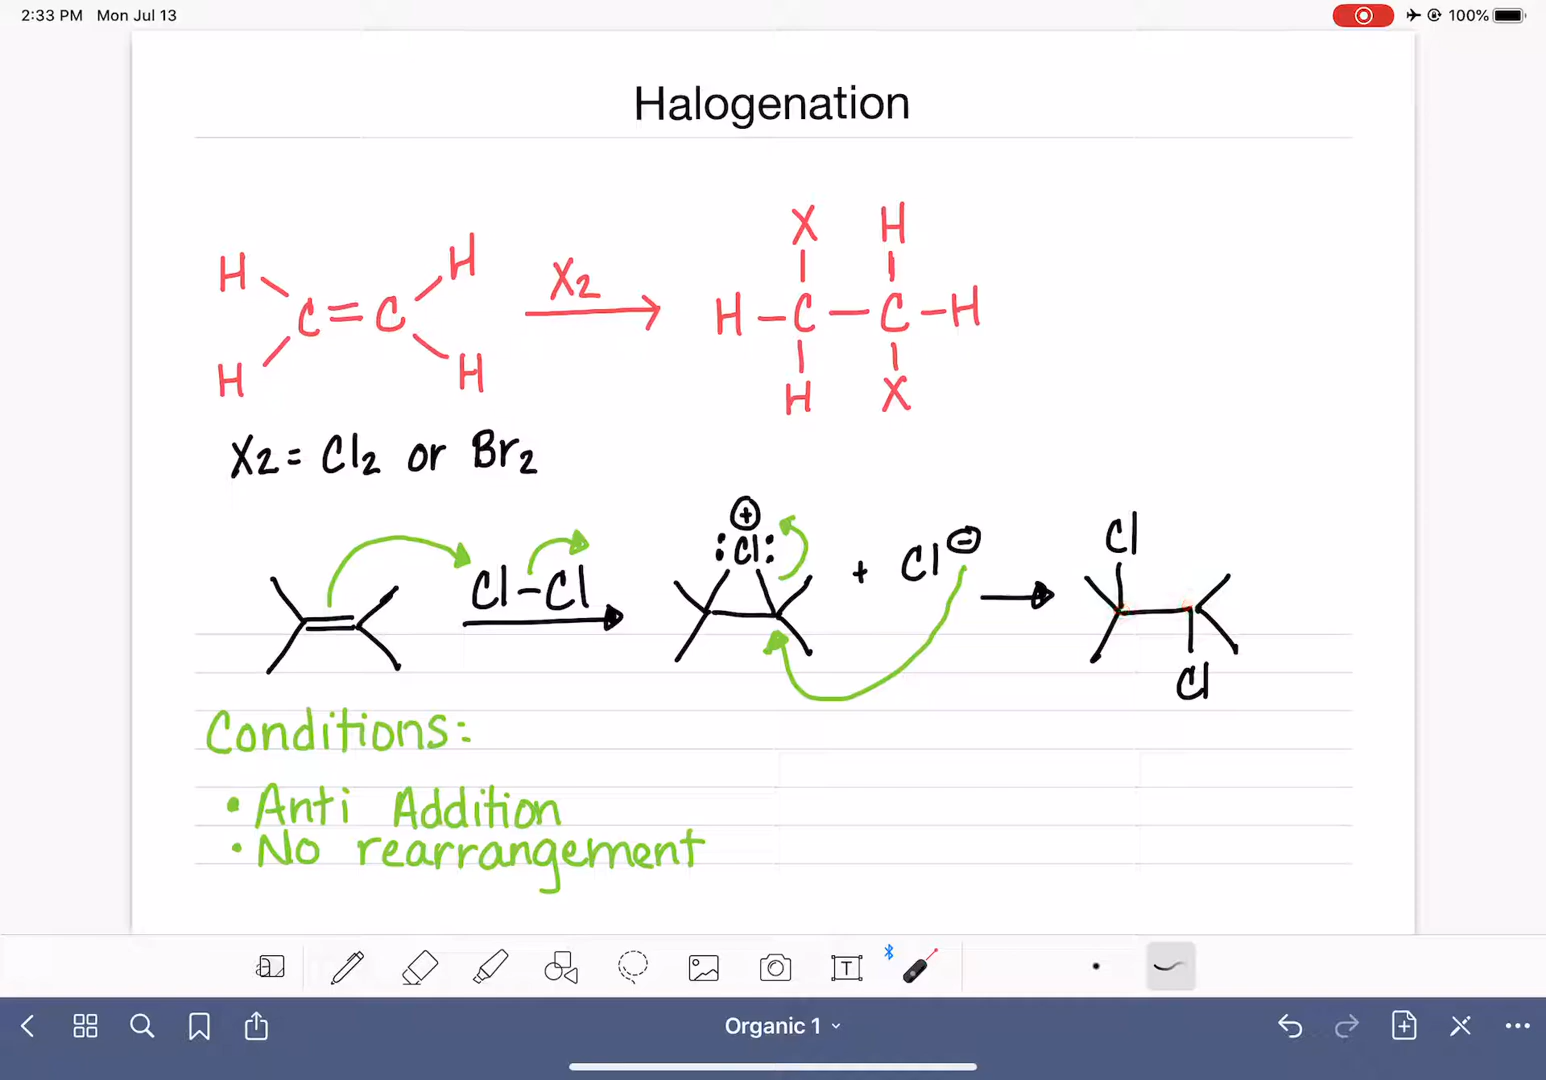 2:33 PM Mon Jul 13
100%
Halogenation
H H X2 X H
C=C H-C-C-H
H H H X
X2 = Cl2 or Br2
Cl-Cl :Cl: + + Cl - Cl
Cl
Conditions:
• Anti Addition
• No rearrangement
T
Organic 1